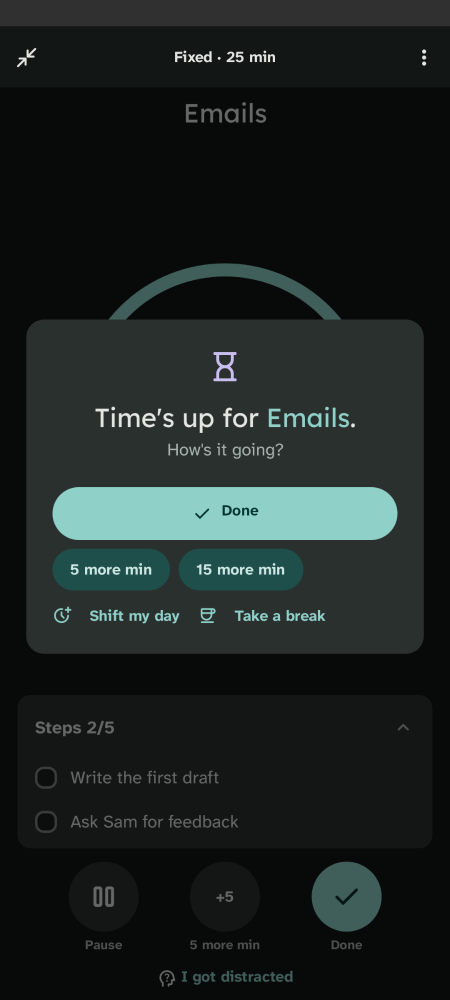 Fixed · 25 min
Emails
Time's up for Emails.
How's it going?
Done
5 more min 15 more min
Shift my day Take a break
Steps 2/5
Write the first draft
Ask Sam for feedback
+5
Pause 5 more min Done
I got distracted